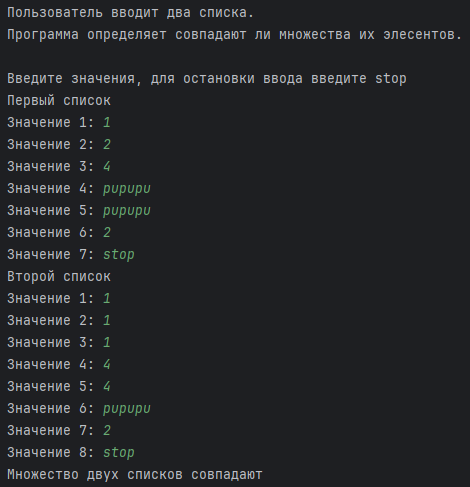 Пользователь вводит два списка.
Программа определяет совпадают ли множества их элесентов.
Введите значения, для остановки ввода введите stop
Первый список
Значение 1: 1
Значение 2: 2
Значение 3: 4
Значение 4: pupupu
Значение 5: pupupu
Значение 6: 2
Значение 7: stop
Второй список
Значение 1: 1
Значение 2: 1
Значение 3: 1
Значение 4: 4
Значение 5: 4
Значение 6: pupupu
Значение 7: 2
Значение 8: stop
Множество двух списков совпадают